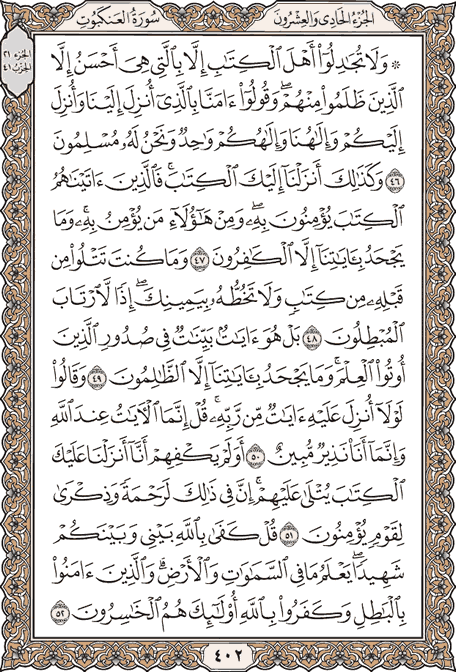 سُورَةُ العَنكَبُوتِ الجُزْءُ الحَادِى وَالعِشْرُونَ
الجزء ٢١
الحزب ٤١
۞ وَلَا تُجَٰدِلُوٓاْ أَهْلَ ٱلْكِتَٰبِ إِلَّا بِٱلَّتِى هِىَ أَحْسَنُ إِلَّا
ٱلَّذِينَ ظَلَمُواْ مِنْهُمْ ۖ وَقُولُوٓاْ ءَامَنَّا بِٱلَّذِىٓ أُنزِلَ إِلَيْنَا وَأُنزِلَ
إِلَيْكُمْ وَإِلَٰهُنَا وَإِلَٰهُكُمْ وَٰحِدٌ وَنَحْنُ لَهُۥ مُسْلِمُونَ
٤٦ وَكَذَٰلِكَ أَنزَلْنَآ إِلَيْكَ ٱلْكِتَٰبَ ۚ فَٱلَّذِينَ ءَاتَيْنَٰهُمُ
ٱلْكِتَٰبَ يُؤْمِنُونَ بِهِۦ ۖ وَمِنْ هَٰٓؤُلَآءِ مَن يُؤْمِنُ بِهِۦ ۚ وَمَا
يَجْحَدُ بِـَٔايَٰتِنَآ إِلَّا ٱلْكَٰفِرُونَ ٤٧ وَمَا كُنتَ تَتْلُواْ مِن
قَبْلِهِۦ مِن كِتَٰبٍ وَلَا تَخُطُّهُۥ بِيَمِينِكَ ۖ إِذًا لَّٱرْتَابَ
ٱلْمُبْطِلُونَ ٤٨ بَلْ هُوَ ءَايَٰتٌۢ بَيِّنَٰتٌ فِى صُدُورِ ٱلَّذِينَ
أُوتُواْ ٱلْعِلْمَ ۚ وَمَا يَجْحَدُ بِـَٔايَٰتِنَآ إِلَّا ٱلظَّٰلِمُونَ ٤٩ وَقَالُواْ
لَوْلَآ أُنزِلَ عَلَيْهِ ءَايَٰتٌ مِّن رَّبِّهِۦ ۖ قُلْ إِنَّمَا ٱلْءَايَٰتُ عِندَ ٱللَّهِ
وَإِنَّمَآ أَنَا۠ نَذِيرٌ مُّبِينٌ ٥٠ أَوَلَمْ يَكْفِهِمْ أَنَّآ أَنزَلْنَا عَلَيْكَ
ٱلْكِتَٰبَ يُتْلَىٰ عَلَيْهِمْ ۚ إِنَّ فِى ذَٰلِكَ لَرَحْمَةً وَذِكْرَىٰ
لِقَوْمٍ يُؤْمِنُونَ ٥١ قُلْ كَفَىٰ بِٱللَّهِ بَيْنِى وَبَيْنَكُمْ
شَهِيدًا ۖ يَعْلَمُ مَا فِى ٱلسَّمَٰوَٰتِ وَٱلْأَرْضِ ۗ وَٱلَّذِينَ ءَامَنُواْ
بِٱلْبَٰطِلِ وَكَفَرُواْ بِٱللَّهِ أُوْلَٰٓئِكَ هُمُ ٱلْخَٰسِرُونَ ٥٢
٤٠٢